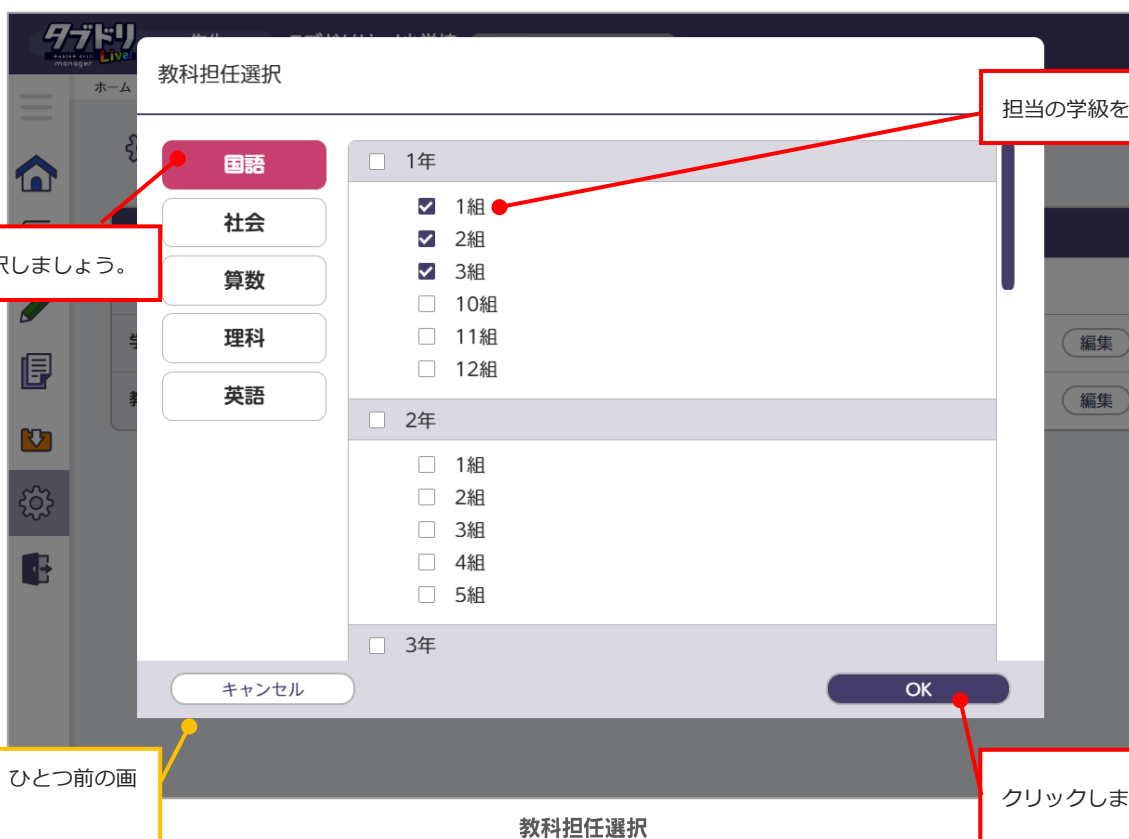 タブドリ
Live!
manager
ホーム
教科担任選択
担当の学級を
国語
社会
算数
理科
英語
択しましょう。
1年
1組
2組
3組
10組
11組
12組
2年
1組
2組
3組
4組
5組
3年
編集
編集
キャンセル
OK
ひとつ前の画
クリックしま
教科担任選択